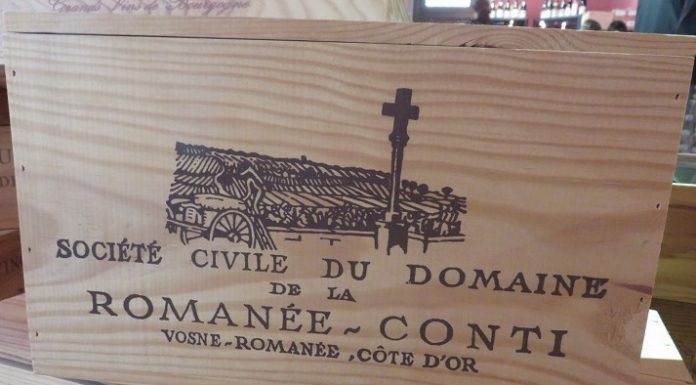 Grands Vins de Bourgogne
SOCIÉTÉ CIVILE DU DOMAINE
DE LA
ROMANÉE-CONTI
VOSNE-ROMANÉE, CÔTE D'OR